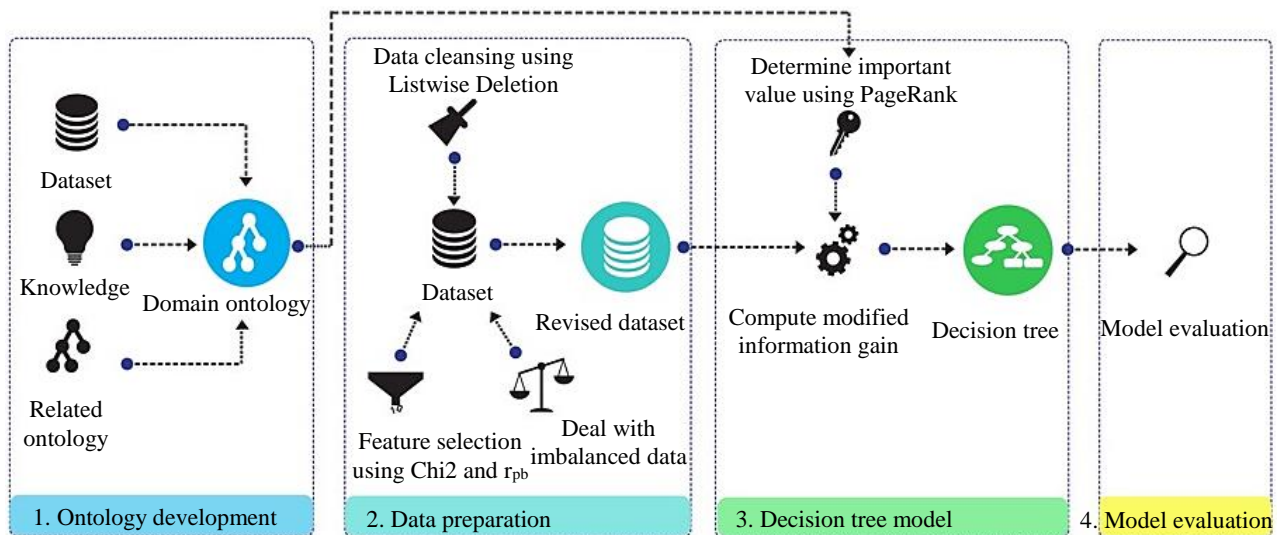 Dataset
Knowledge
Domain ontology
Related
ontology
1. Ontology development
Data cleansing using
Listwise Deletion
Dataset
Revised dataset
Feature selection
using Chi2 and rpb
Deal with
imbalanced data
2. Data preparation
Determine important
value using PageRank
Compute modified
information gain
Decision tree
3. Decision tree model
Model evaluation
4. Model evaluation